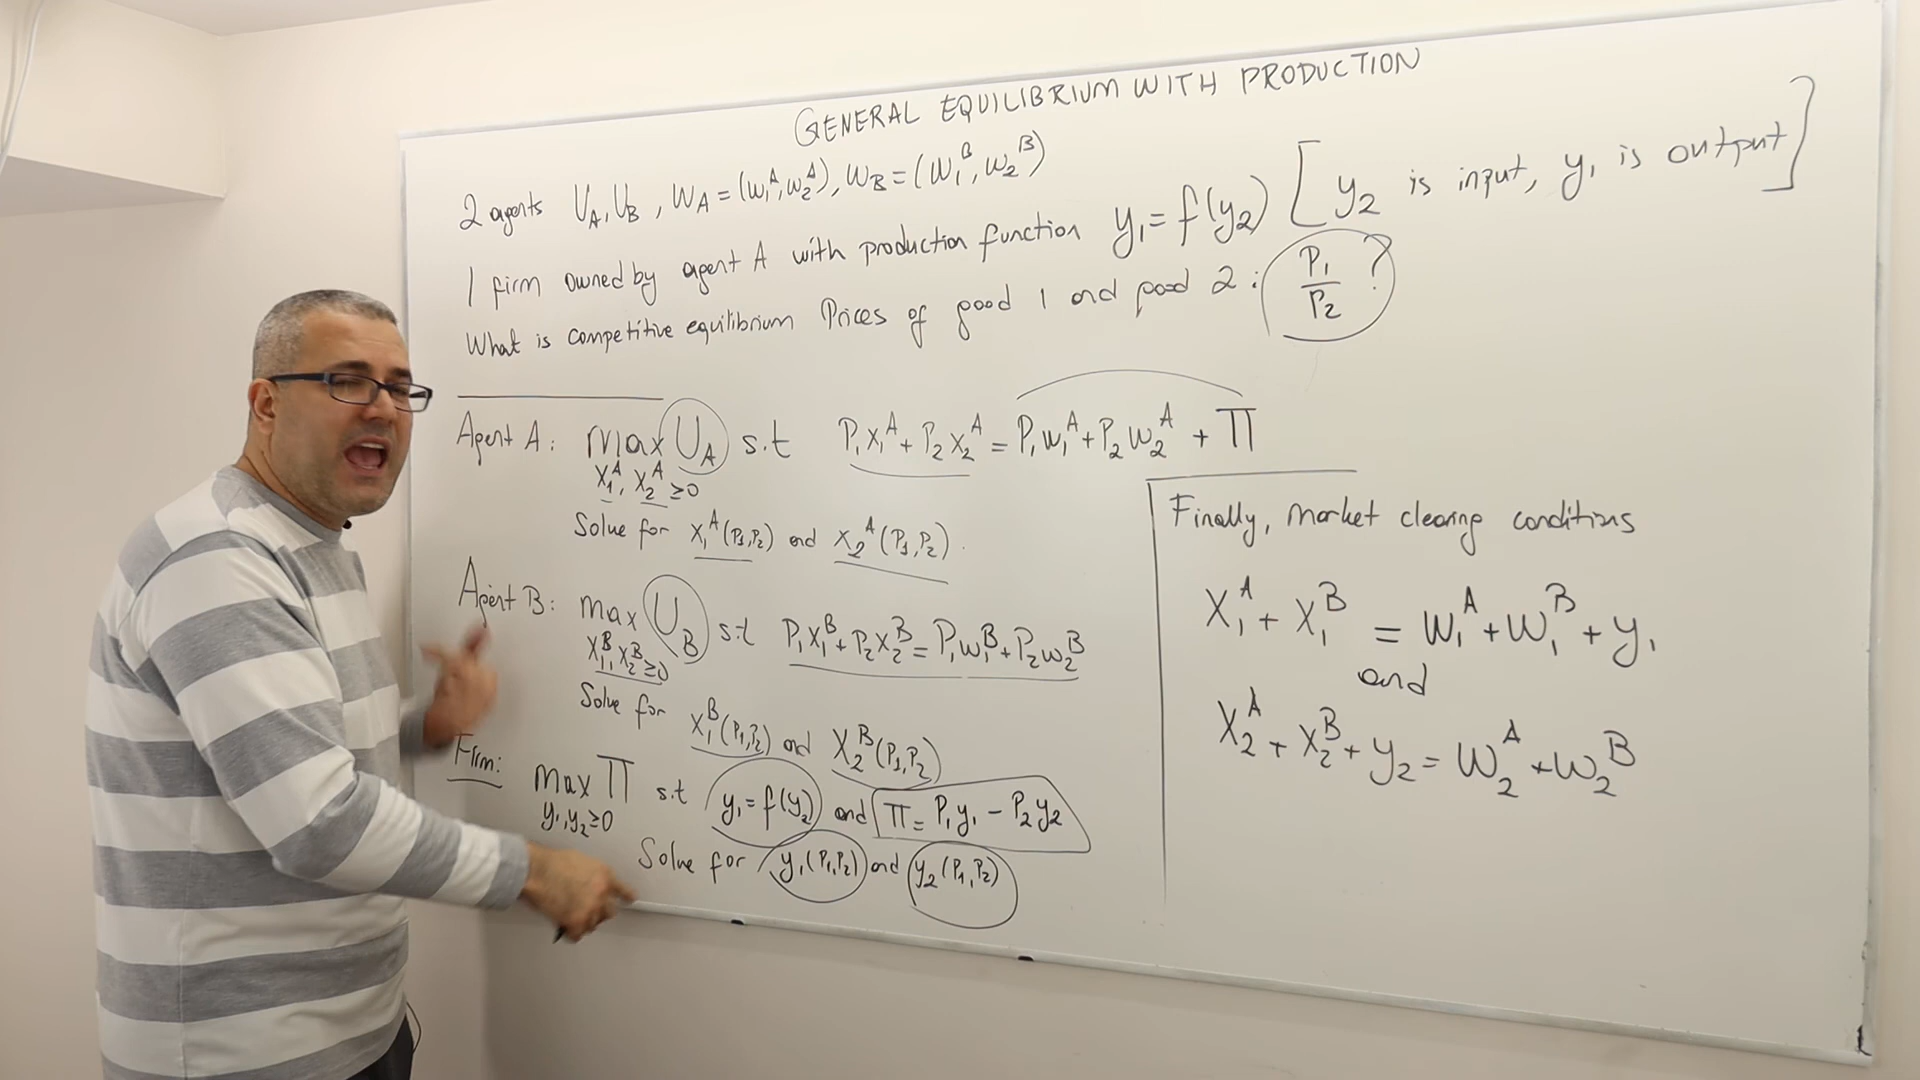 GENERAL EQUILIBRIUM WITH PRODUCTION
2 agents U_A, U_B, W_A = (w_1^A, w_2^A), W_B = (w_1^B, w_2^B)
1 firm owned by agent A with production function y_1 = f(y_2) [y_2 is input, y_1 is output]
What is competitive equilibrium Prices of good 1 and good 2: P_1/P_2 ?
Agent A: max U_A s.t P_1 x_1^A + P_2 x_2^A = P_1 w_1^A + P_2 w_2^A + Π
x_1^A, x_2^A ≥ 0
Solve for x_1^A (P_1, P_2) and x_2^A (P_1, P_2).
Agent B: max U_B s.t P_1 x_1^B + P_2 x_2^B = P_1 w_1^B + P_2 w_2^B
x_1^B, x_2^B ≥ 0
Solve for x_1^B (P_1, P_2) and x_2^B (P_1, P_2)
Firm: max Π s.t y_1 = f(y_2) and Π = P_1 y_1 - P_2 y_2
y_1, y_2 ≥ 0
Solve for y_1 (P_1, P_2) and y_2 (P_1, P_2)
Finally, market clearing conditions
x_1^A + x_1^B = w_1^A + w_1^B + y_1
and
x_2^A + x_2^B + y_2 = w_2^A + w_2^B